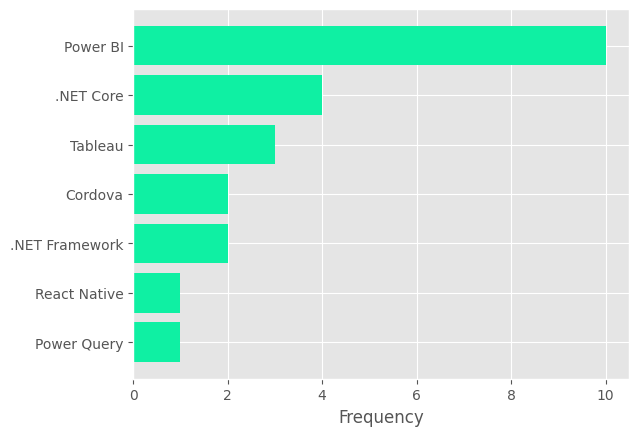 Power BI
.NET Core
Tableau
Cordova
.NET Framework
React Native
Power Query
0 2 4 6 8 10
Frequency